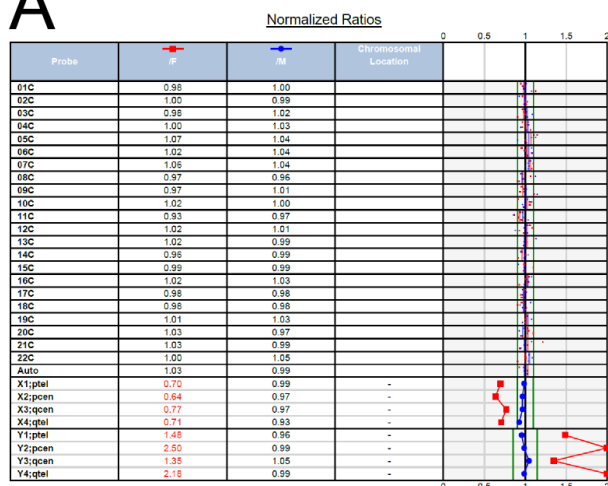 A
Normalized Ratios
Probe /F /M Chromosomal Location 0 0.5 1 1.5 2
01C 0.98 1.00
02C 1.00 0.99
03C 0.98 1.02
04C 1.00 1.03
05C 1.07 1.04
06C 1.02 1.04
07C 1.06 1.04
08C 0.97 0.96
09C 0.97 1.01
10C 1.02 1.00
11C 0.93 0.97
12C 1.02 1.01
13C 1.02 0.99
14C 0.96 0.99
15C 0.99 0.99
16C 1.02 1.03
17C 0.98 0.98
18C 0.98 0.98
19C 1.01 1.03
20C 1.03 0.97
21C 1.03 0.99
22C 1.00 1.05
Auto 1.03 0.99
X1;ptel 0.70 0.99 -
X2;pcen 0.64 0.97 -
X3;qcen 0.77 0.97 -
X4;qtel 0.71 0.93 -
Y1;ptel 1.48 0.96 -
Y2;pcen 2.50 0.99 -
Y3;qcen 1.35 1.05 -
Y4;qtel 2.18 0.99 -
0 0.5 1 1.5 2